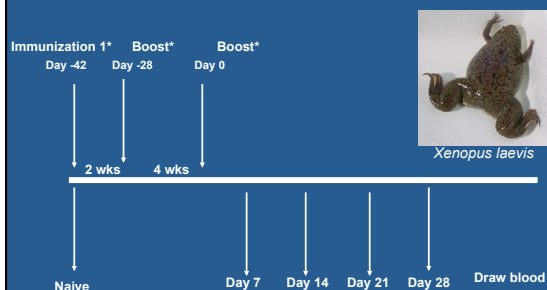 Immunization 1* Boost* Boost*
Day -42 Day -28 Day 0
Xenopus laevis
2 wks 4 wks
Naive Day 7 Day 14 Day 21 Day 28 Draw blood